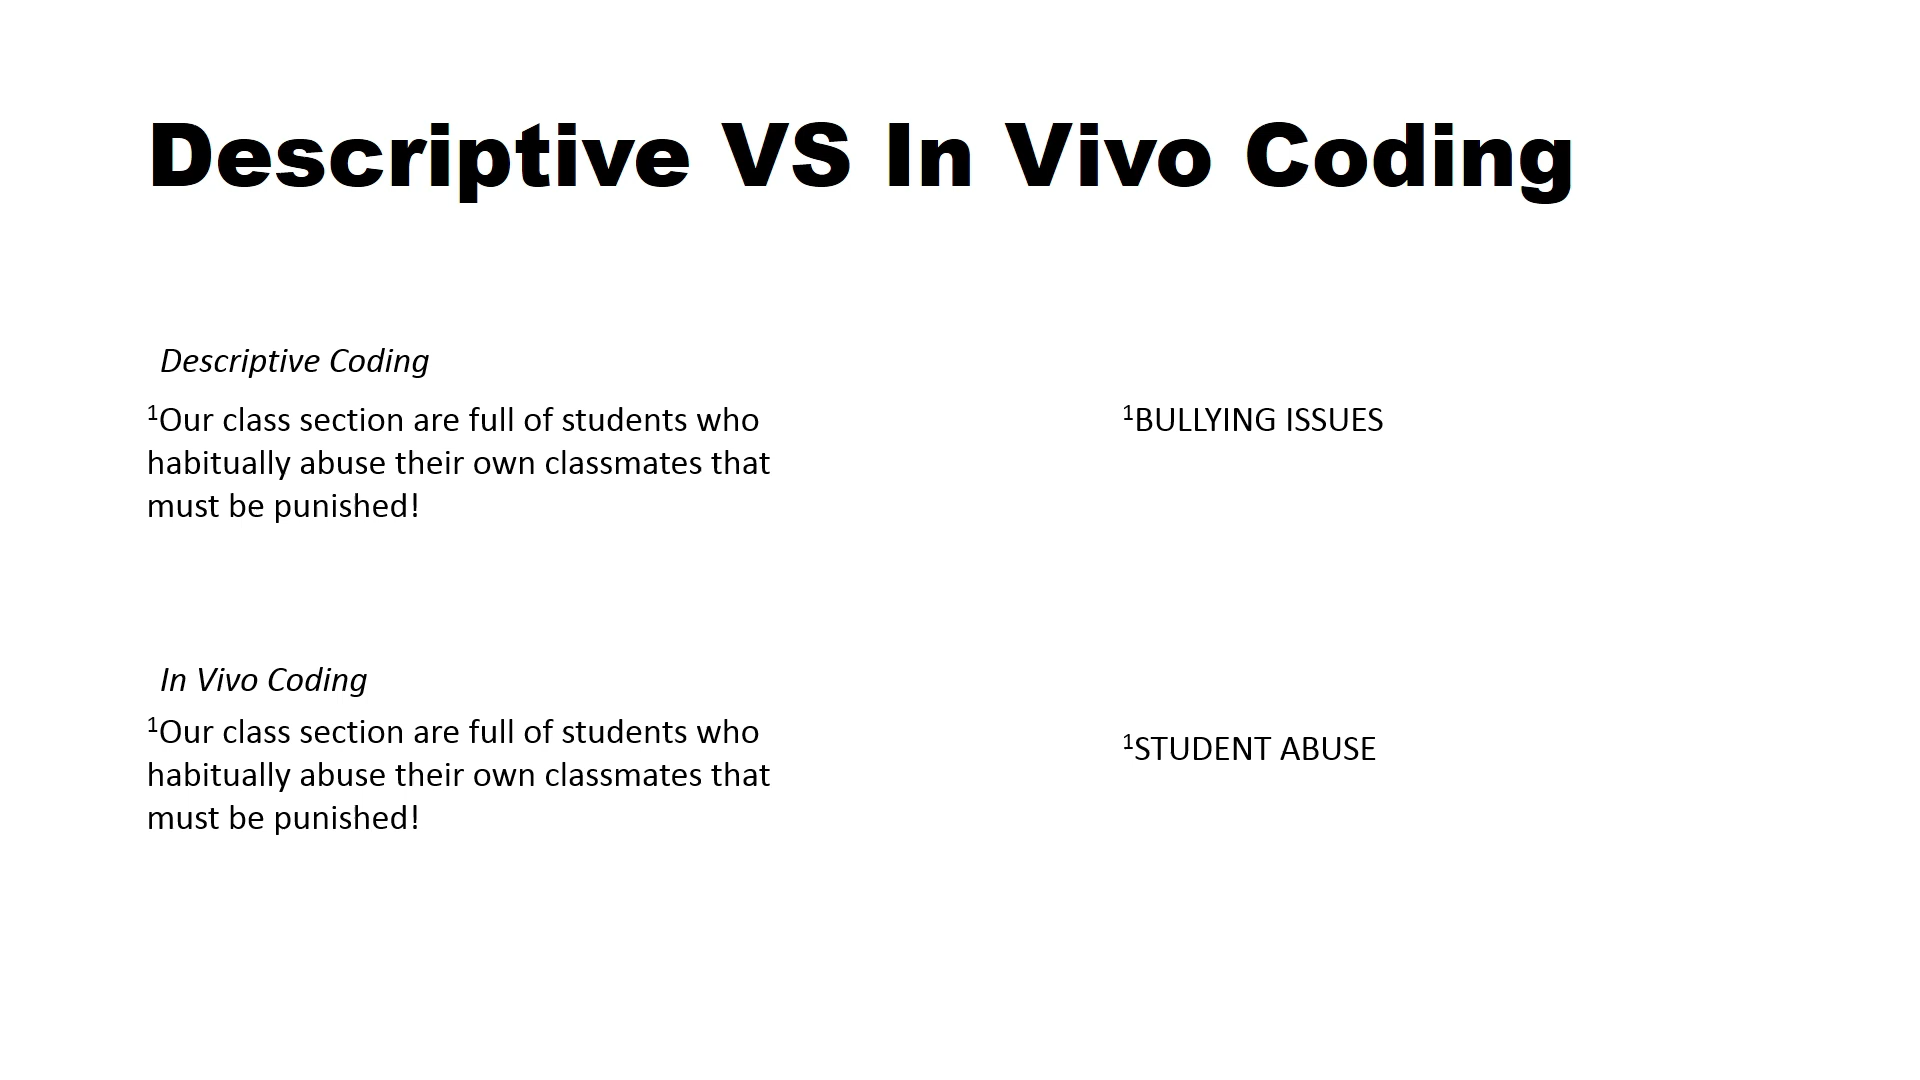 Descriptive VS In Vivo Coding
Descriptive Coding
¹Our class section are full of students who
habitually abuse their own classmates that
must be punished!
¹BULLYING ISSUES
In Vivo Coding
¹Our class section are full of students who
habitually abuse their own classmates that
must be punished!
¹STUDENT ABUSE